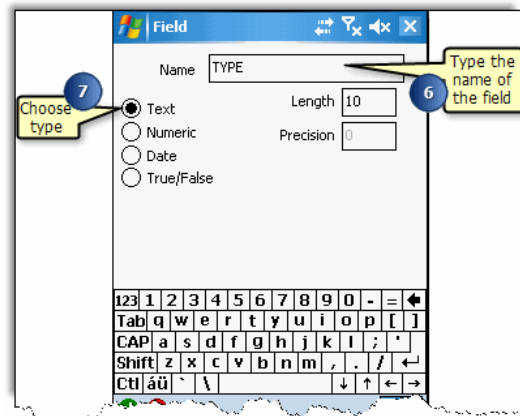 Field
Name TYPE
Type the
name of
the field
6
7
Choose
type
Text
Length 10
Numeric
Precision 0
Date
True/False
123 1 2 3 4 5 6 7 8 9 0 - =
Tab q w e r t y u i o p [ ]
CAP a s d f g h j k l ; '
Shift z x c v b n m , . /
Ctl áü ` \